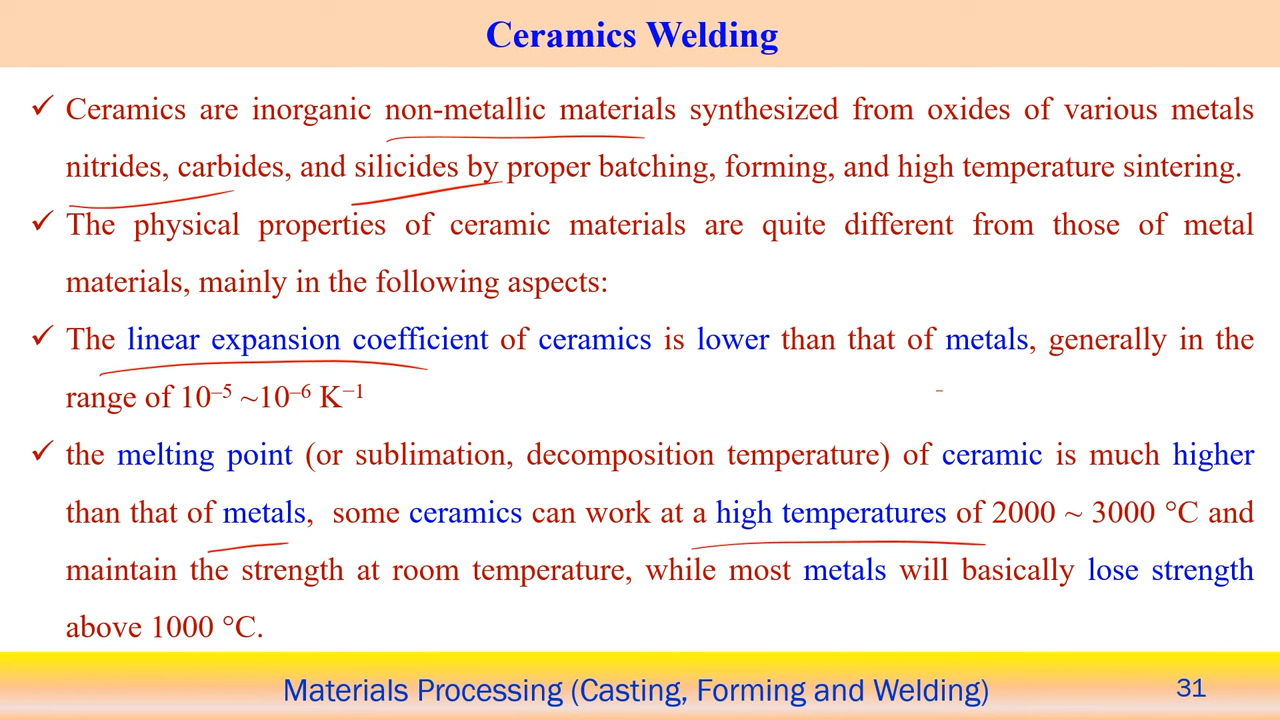 Ceramics Welding
✓ Ceramics are inorganic non-metallic materials synthesized from oxides of various metals
nitrides, carbides, and silicides by proper batching, forming, and high temperature sintering.
✓ The physical properties of ceramic materials are quite different from those of metal
materials, mainly in the following aspects:
✓ The linear expansion coefficient of ceramics is lower than that of metals, generally in the
range of 10⁻⁵ ~10⁻⁶ K⁻¹
✓ the melting point (or sublimation, decomposition temperature) of ceramic is much higher
than that of metals, some ceramics can work at a high temperatures of 2000 ~ 3000 °C and
maintain the strength at room temperature, while most metals will basically lose strength
above 1000 °C.
Materials Processing (Casting, Forming and Welding) 31